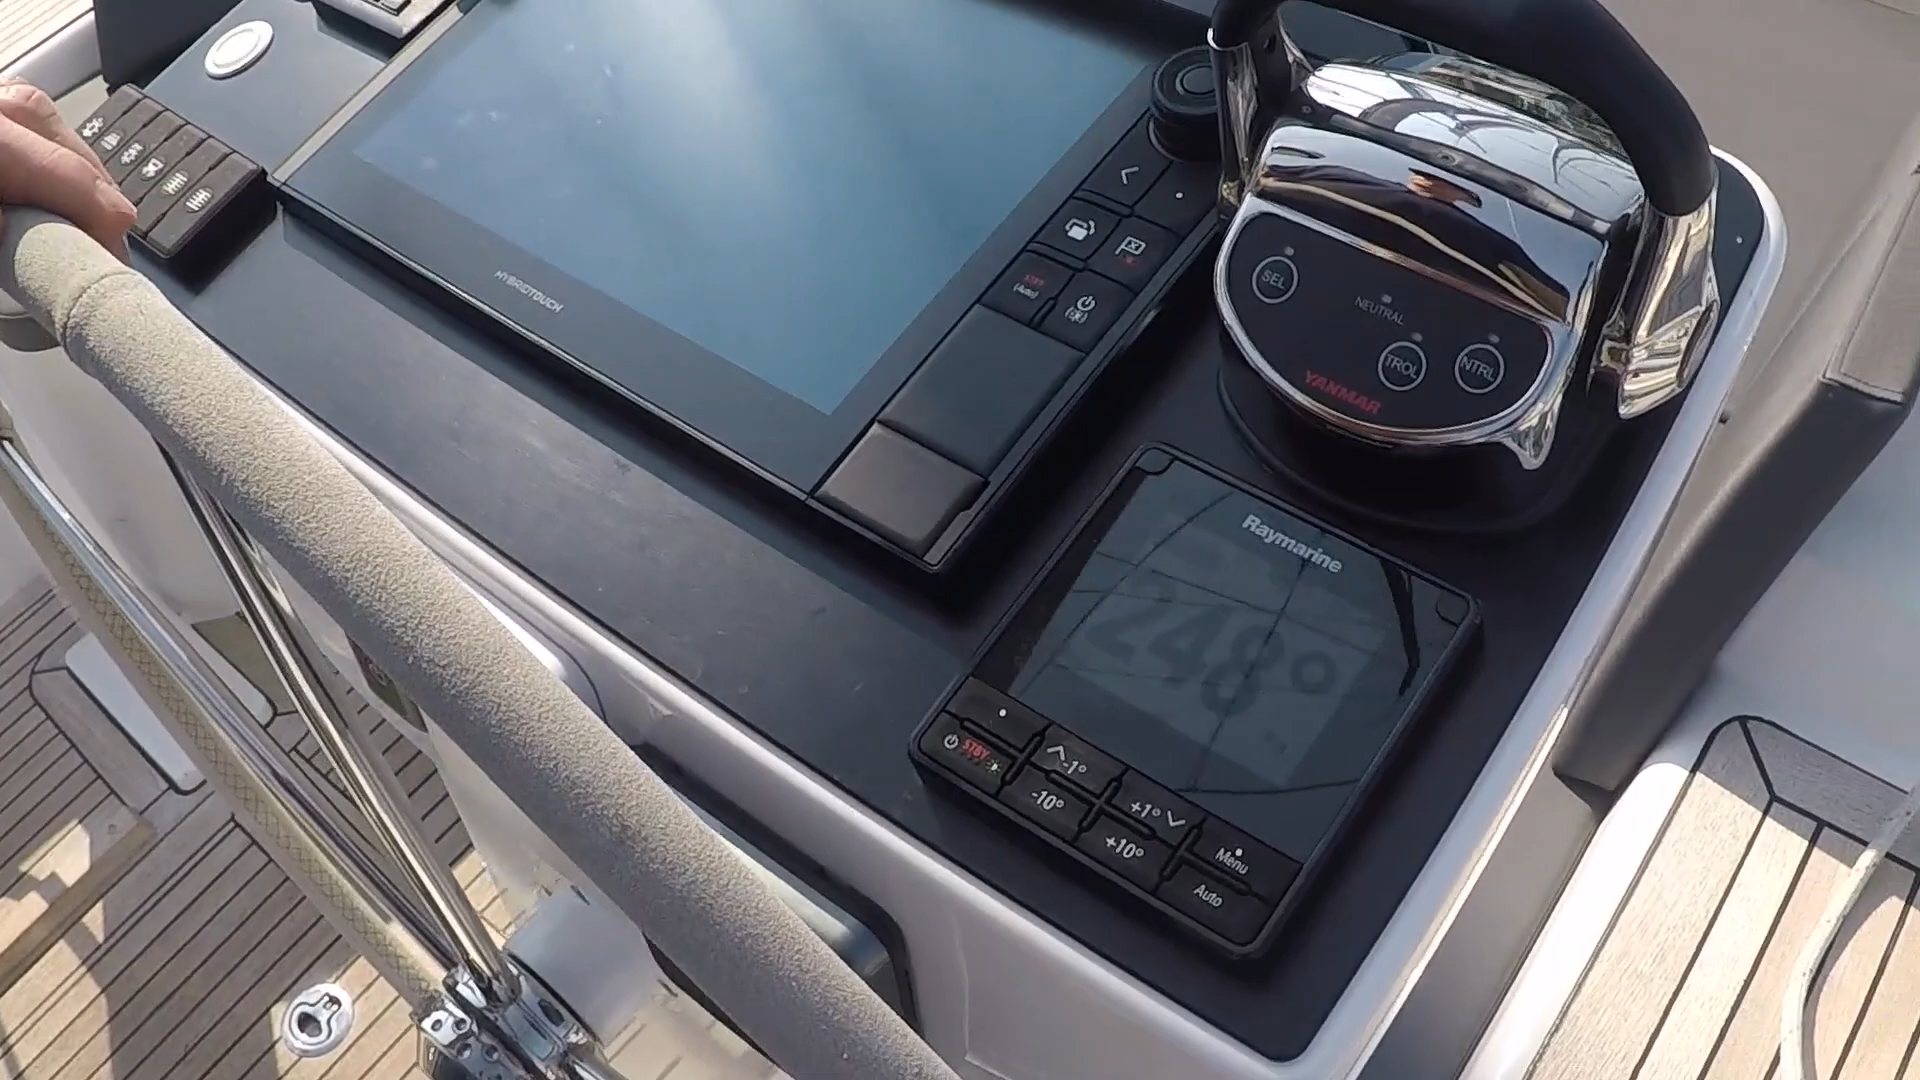 HYBRIDTOUCH
STBY
(Auto)
SEL
NEUTRAL
TROL
NTRL
YANMAR
Raymarine
248°
STBY
-1°
-10°
+1°
+10°
Menu
Auto